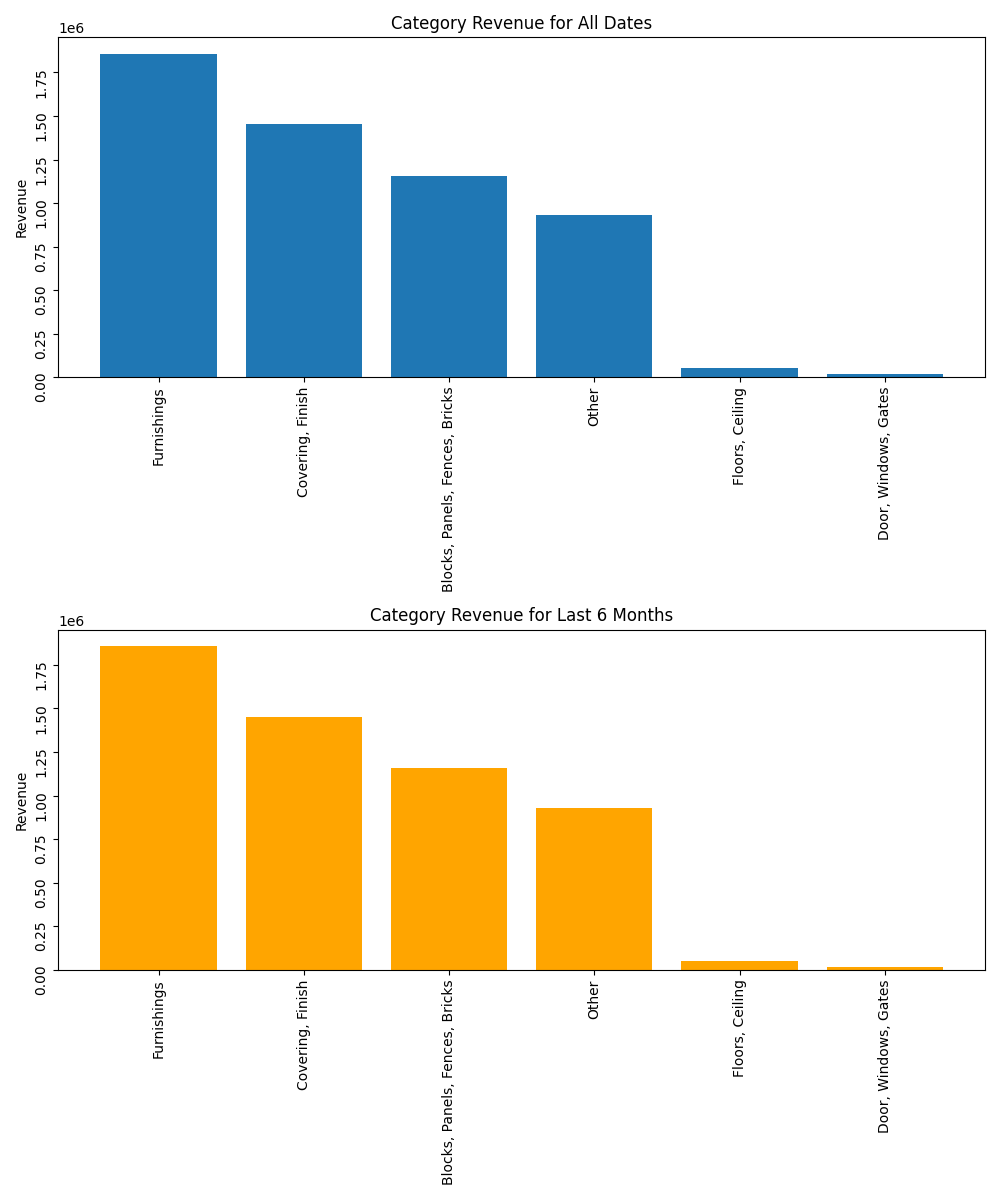 Category Revenue for All Dates
1e6
1.75
1.50
1.25
1.00
0.75
0.50
0.25
0.00
Revenue
Furnishings
Covering, Finish
Blocks, Panels, Fences, Bricks
Other
Floors, Ceiling
Door, Windows, Gates
Category Revenue for Last 6 Months
1e6
1.75
1.50
1.25
1.00
0.75
0.50
0.25
0.00
Revenue
Furnishings
Covering, Finish
Blocks, Panels, Fences, Bricks
Other
Floors, Ceiling
Door, Windows, Gates